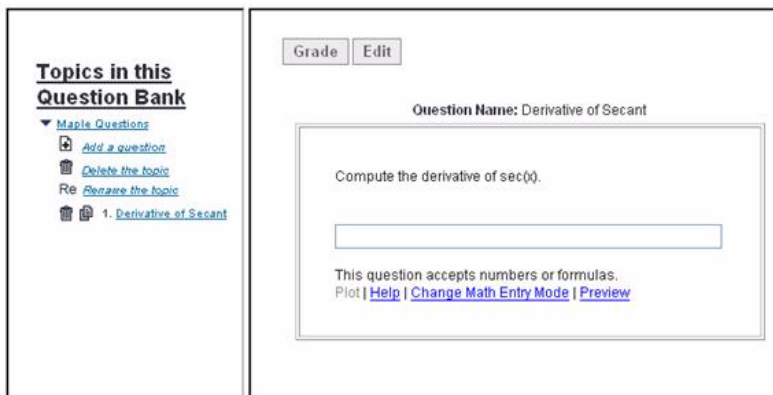 Topics in this
Question Bank
Maple Questions
Add a question
Delete the topic
Re Rename the topic
1. Derivative of Secant
Grade Edit
Question Name: Derivative of Secant
Compute the derivative of sec(x).
This question accepts numbers or formulas.
Plot | Help | Change Math Entry Mode | Preview